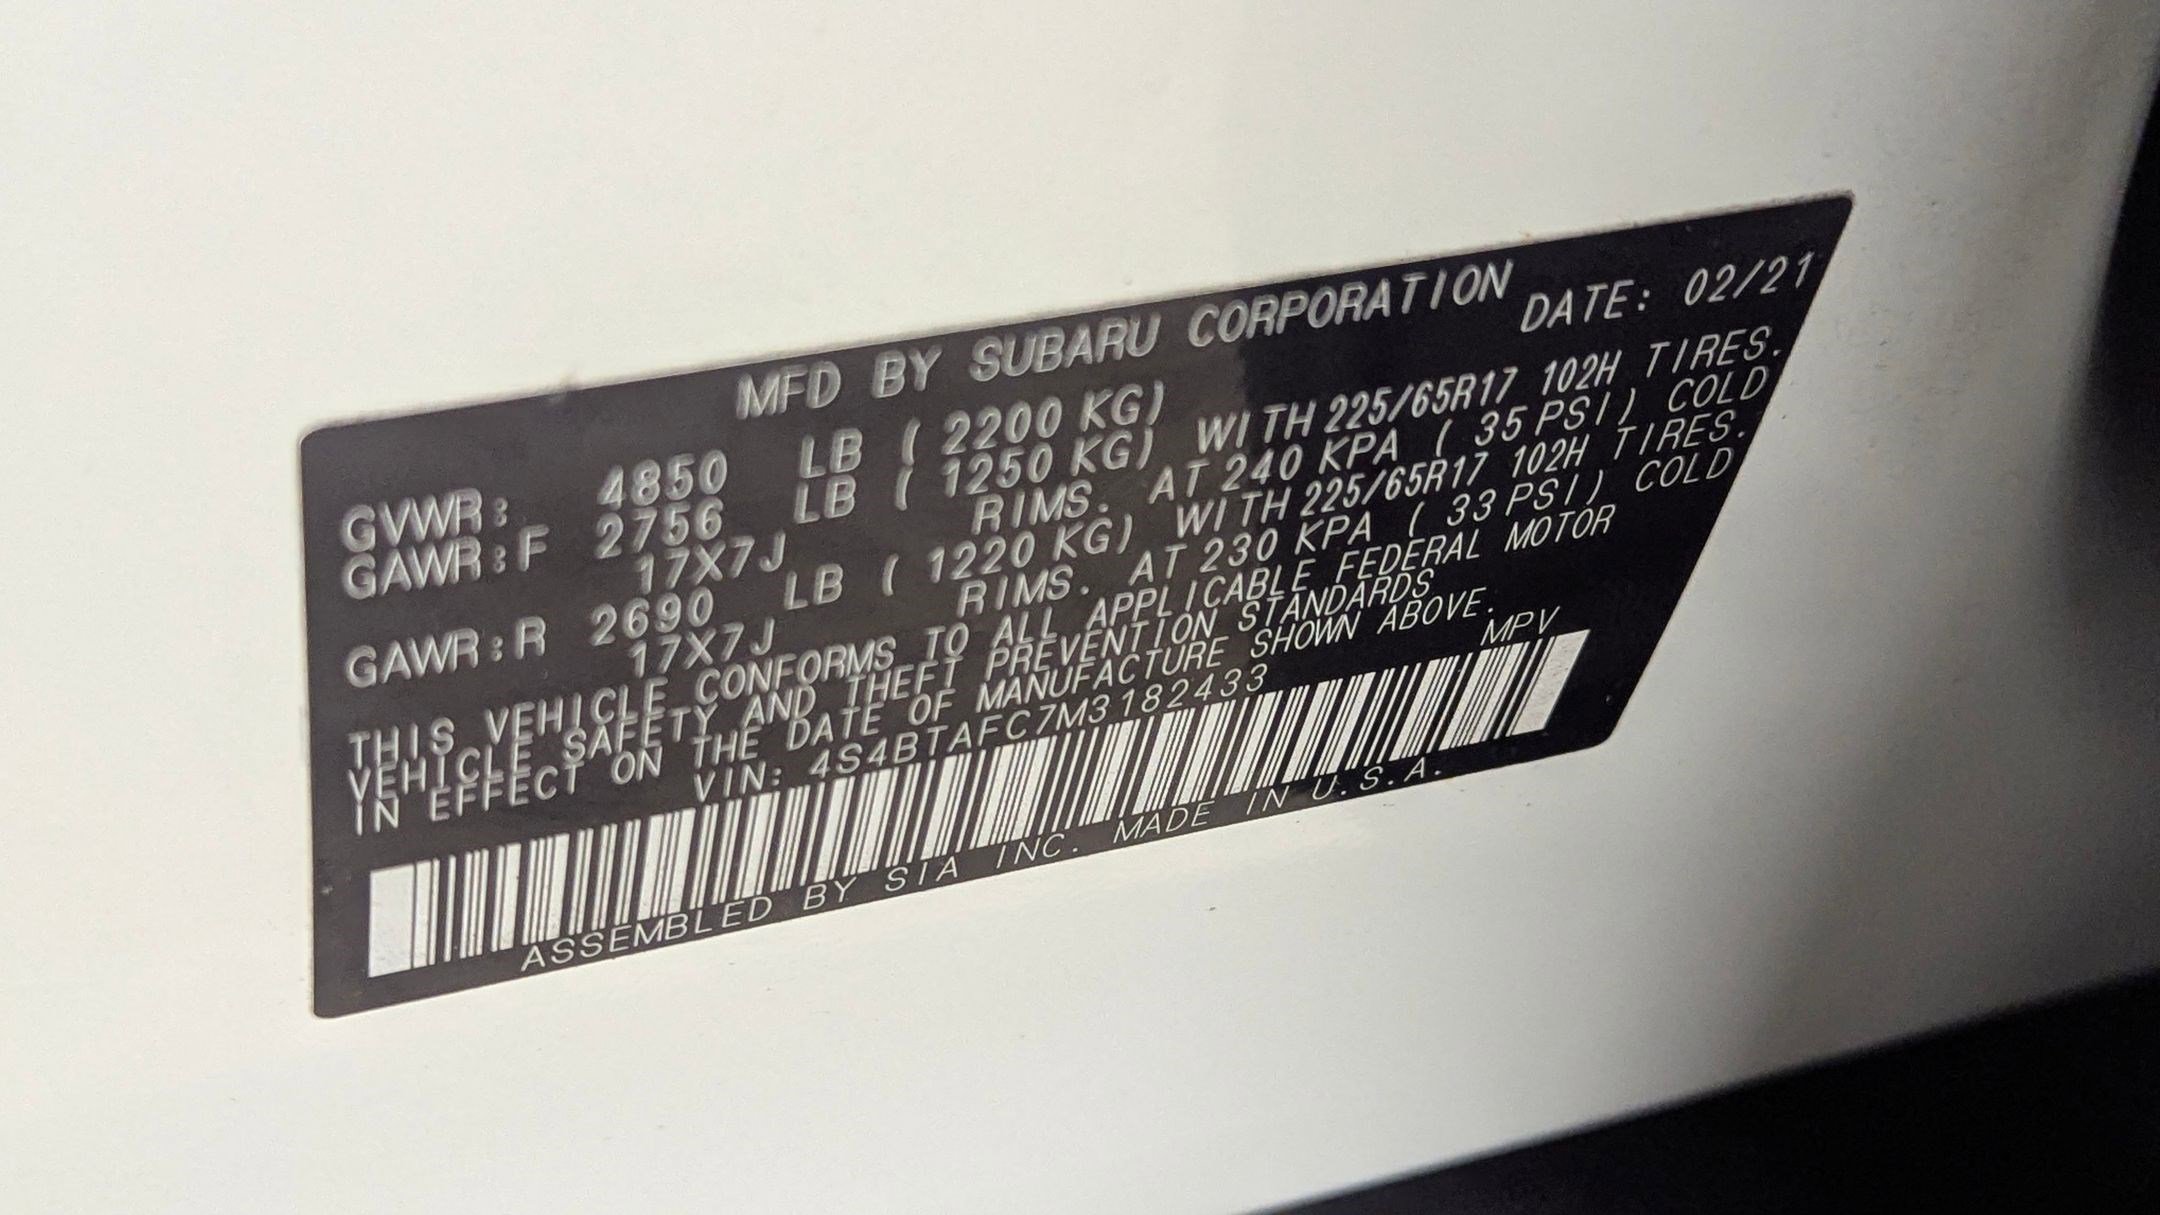 MFD BY SUBARU CORPORATION
DATE: 02/21
GVWR: 4850 LB ( 2200 KG)
GAWR:F 2756 LB ( 1250 KG) WITH 225/65R17 102H TIRES.
17X7J RIMS. AT 240 KPA ( 35 PSI) COLD
GAWR:R 2690 LB ( 1220 KG) WITH 225/65R17 102H TIRES.
17X7J RIMS. AT 230 KPA ( 33 PSI) COLD
THIS VEHICLE CONFORMS TO ALL APPLICABLE FEDERAL MOTOR
VEHICLE SAFETY AND THEFT PREVENTION STANDARDS
IN EFFECT ON THE DATE OF MANUFACTURE SHOWN ABOVE.
VIN: 4S4BTAFC7M3182433 MPV
ASSEMBLED BY SIA INC. MADE IN U.S.A.